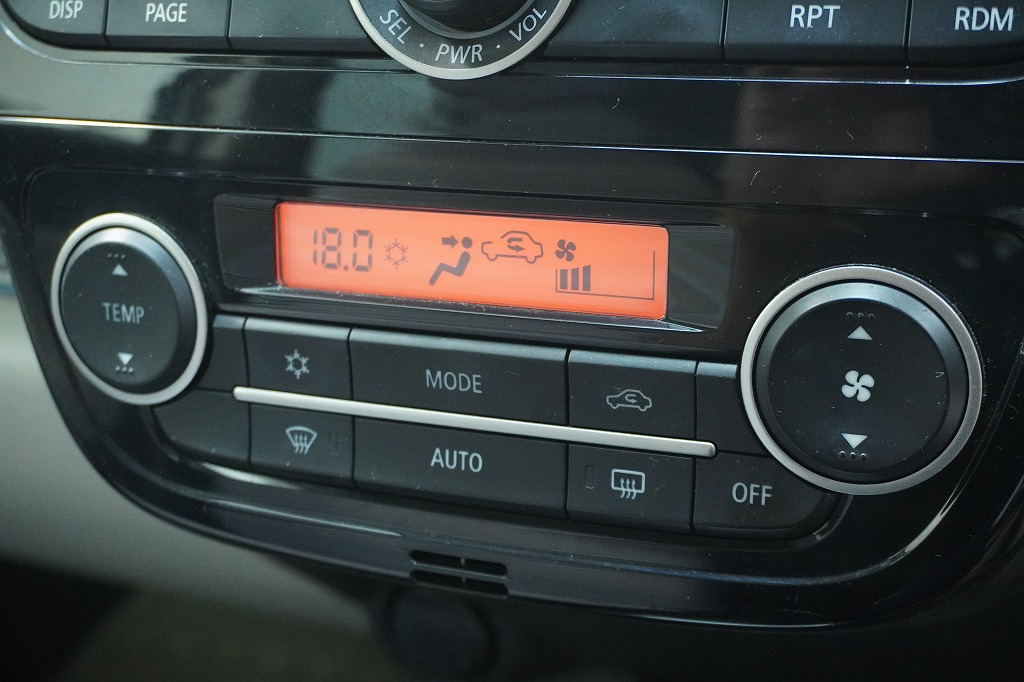 DISP PAGE SEL · PWR · VOL RPT RDM
18.0
TEMP
MODE
AUTO
OFF